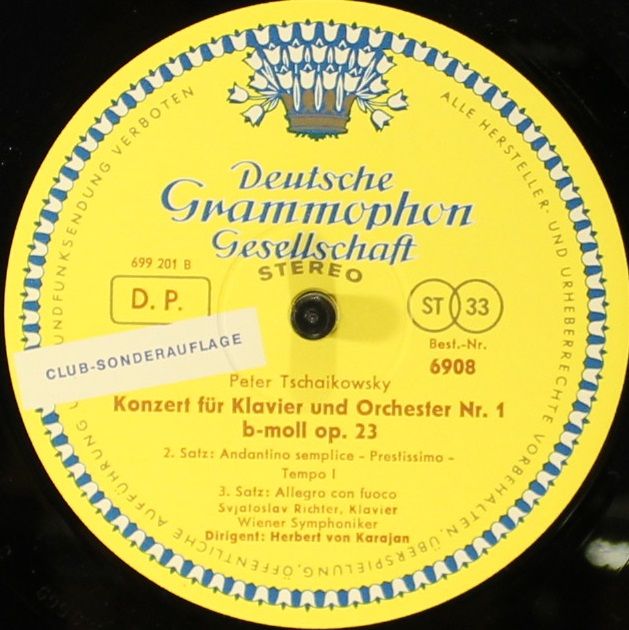 Deutsche
Grammophon
Gesellschaft
STEREO
699 201 B
D. P.
ST 33
Best.-Nr.
6908
CLUB-SONDERAUFLAGE
Peter Tschaikowsky
Konzert für Klavier und Orchester Nr. 1
b-moll op. 23
2. Satz: Andantino semplice – Prestissimo –
Tempo I
3. Satz: Allegro con fuoco
Svjatoslav Richter, Klavier
Wiener Symphoniker
Dirigent: Herbert von Karajan
ALLE HERSTELLER- UND URHEBERRECHTE VORBEHALTEN, ÜBERSPIELUNG, ÖFFENTLICHE AUFFÜHRUNG UNDFUNKSENDUNG VERBOTEN